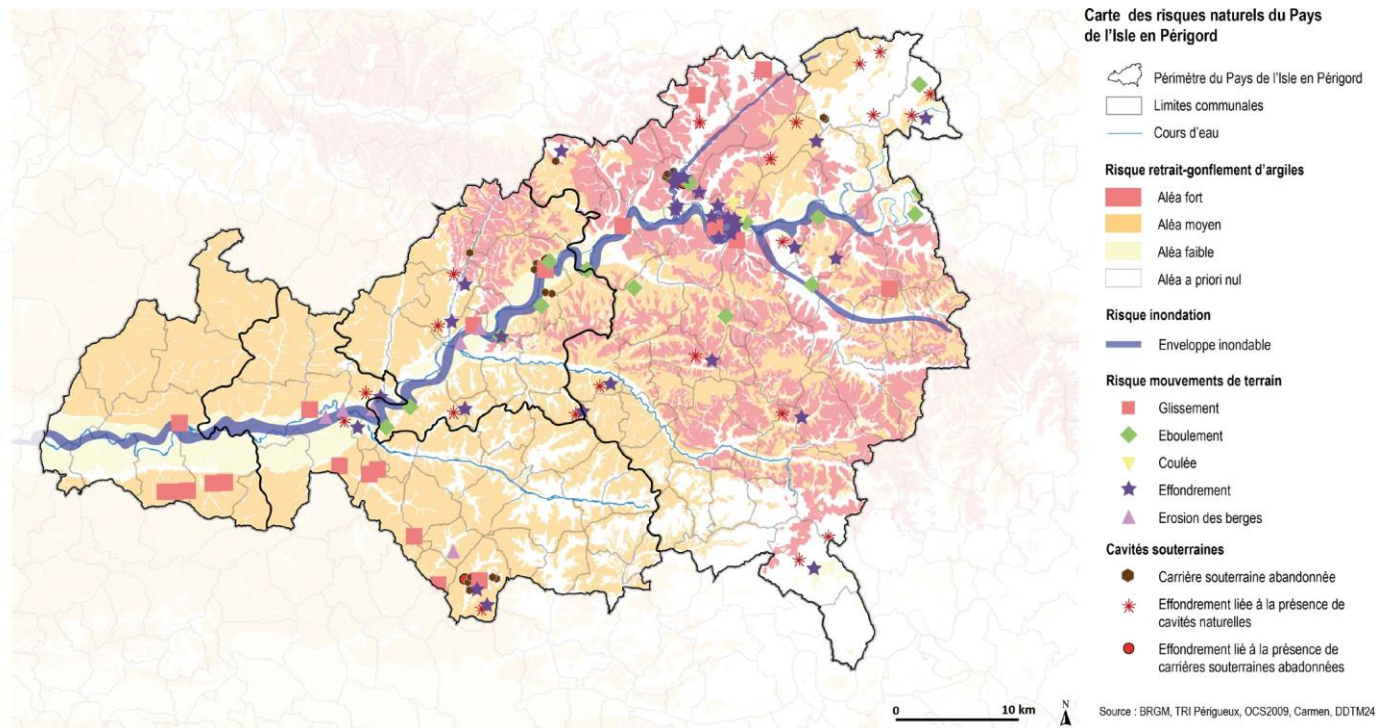 Carte des risques naturels du Pays
de l'Isle en Périgord
Périmètre du Pays de l'Isle en Périgord
Limites communales
Cours d'eau
Risque retrait-gonflement d'argiles
Aléa fort
Aléa moyen
Aléa faible
Aléa a priori nul
Risque inondation
Enveloppe inondable
Risque mouvements de terrain
Glissement
Eboulement
Coulée
Effondrement
Erosion des berges
Cavités souterraines
Carrière souterraine abandonnée
Effondrement liée à la présence de
cavités naturelles
Effondrement lié à la présence de
carrières souterraines abadonnées
0 10 km
N
Source : BRGM, TRI Périgueux, OCS2009, Carmen, DDTM24